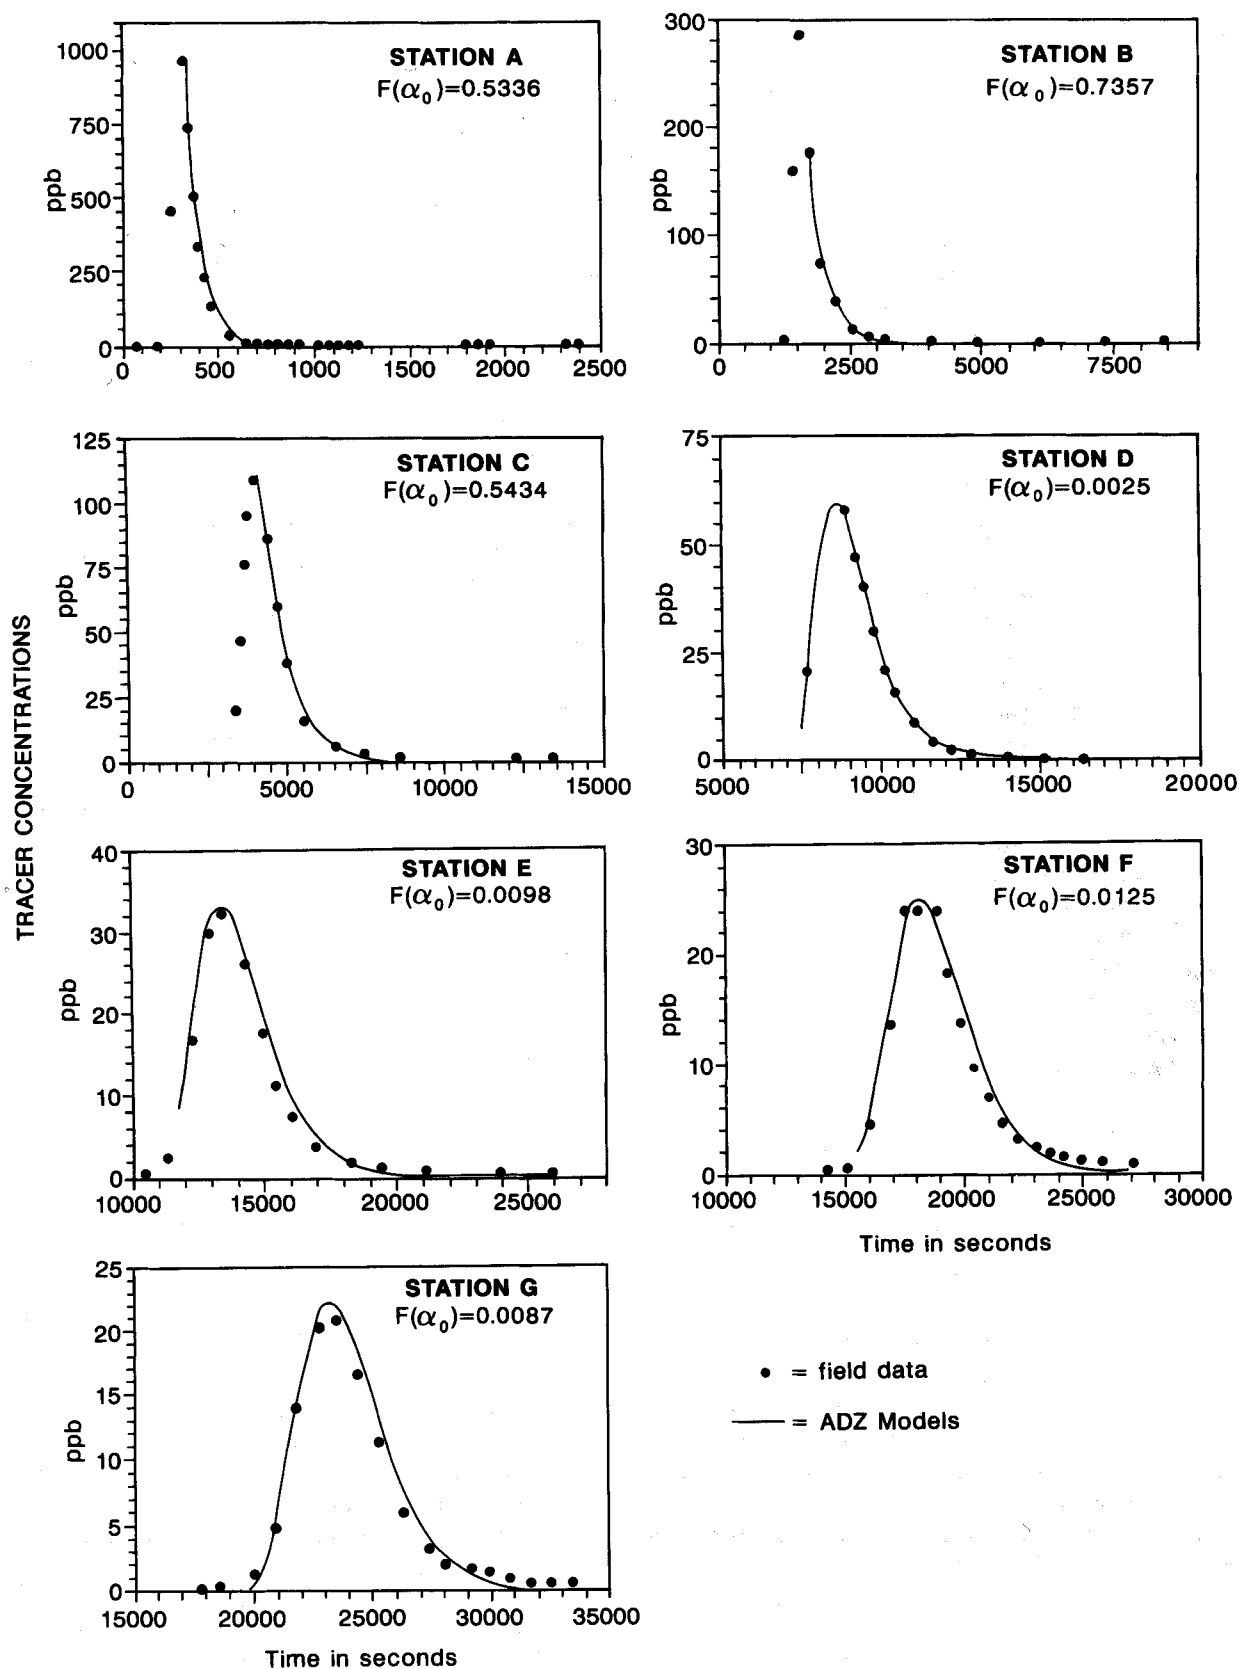 TRACER CONCENTRATIONS
STATION A
F(α₀)=0.5336
ppb
1000
750
500
250
0
0 500 1000 1500 2000 2500
STATION B
F(α₀)=0.7357
ppb
300
200
100
0
0 2500 5000 7500
STATION C
F(α₀)=0.5434
ppb
125
100
75
50
25
0
0 5000 10000 15000
STATION D
F(α₀)=0.0025
ppb
75
50
25
0
5000 10000 15000 20000
STATION E
F(α₀)=0.0098
ppb
40
30
20
10
0
10000 15000 20000 25000
STATION F
F(α₀)=0.0125
ppb
30
20
10
0
10000 15000 20000 25000 30000
Time in seconds
STATION G
F(α₀)=0.0087
ppb
25
20
15
10
5
0
15000 20000 25000 30000 35000
Time in seconds
• = field data
— = ADZ Models